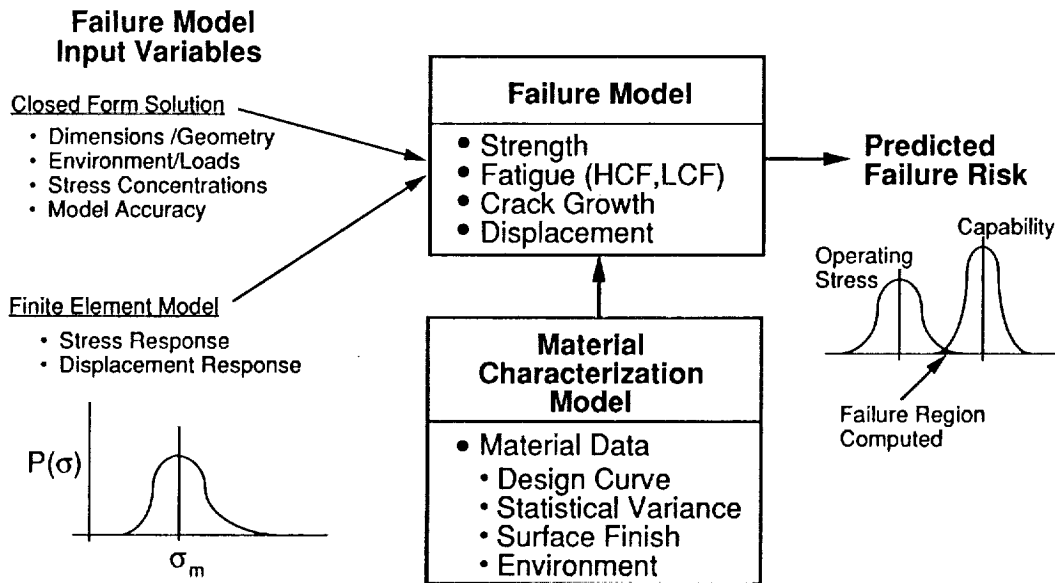 Failure Model
Input Variables
Closed Form Solution
• Dimensions /Geometry
• Environment/Loads
• Stress Concentrations
• Model Accuracy
Finite Element Model
• Stress Response
• Displacement Response
P(σ)
σm
Failure Model
• Strength
• Fatigue (HCF,LCF)
• Crack Growth
• Displacement
Material
Characterization
Model
• Material Data
• Design Curve
• Statistical Variance
• Surface Finish
• Environment
Predicted
Failure Risk
Capability
Operating
Stress
Failure Region
Computed